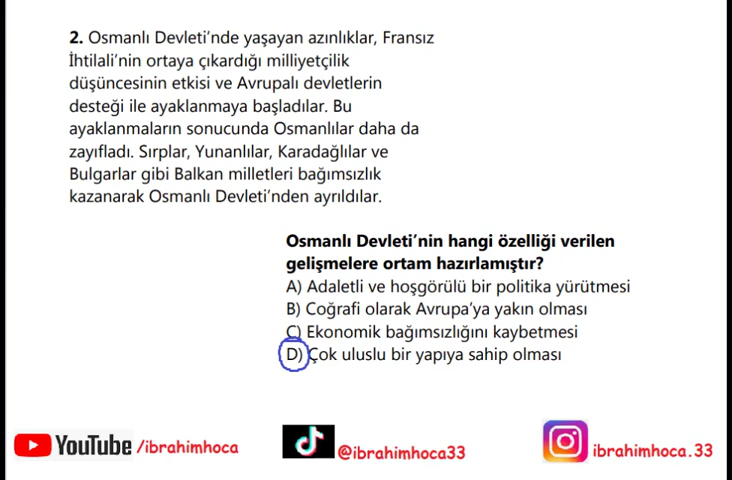 2. Osmanlı Devleti’nde yaşayan azınlıklar, Fransız
İhtilali’nin ortaya çıkardığı milliyetçilik
düşüncesinin etkisi ve Avrupalı devletlerin
desteği ile ayaklanmaya başladılar. Bu
ayaklanmaların sonucunda Osmanlılar daha da
zayıfladı. Sırplar, Yunanlılar, Karadağlılar ve
Bulgarlar gibi Balkan milletleri bağımsızlık
kazanarak Osmanlı Devleti’nden ayrıldılar.
Osmanlı Devleti’nin hangi özelliği verilen
gelişmelere ortam hazırlamıştır?
A) Adaletli ve hoşgörülü bir politika yürütmesi
B) Coğrafi olarak Avrupa’ya yakın olması
C) Ekonomik bağımsızlığını kaybetmesi
D) Çok uluslu bir yapıya sahip olması
YouTube /ibrahimhoca
@ibrahimhoca33
ibrahimhoca.33